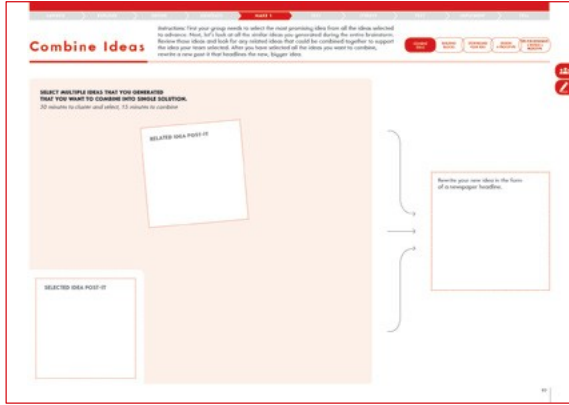 MAKE 1
Combine Ideas
Instructions: First your group needs to select the most promising idea from all the ideas selected
to advance. Next, let's look at all the similar ideas you generated during the entire brainstorm.
Review those ideas and look for any related ideas that could be combined together to support
the idea your team selected. After you have selected all the ideas you want to combine,
rewrite a new post-it that headlines the new, bigger idea.
SELECT MULTIPLE IDEAS THAT YOU GENERATED
THAT YOU WANT TO COMBINE INTO SINGLE SOLUTION.
10 minutes to cluster and select, 15 minutes to combine
RELATED IDEA POST-IT
Rewrite your new idea in the form
of a newspaper headline.
SELECTED IDEA POST-IT